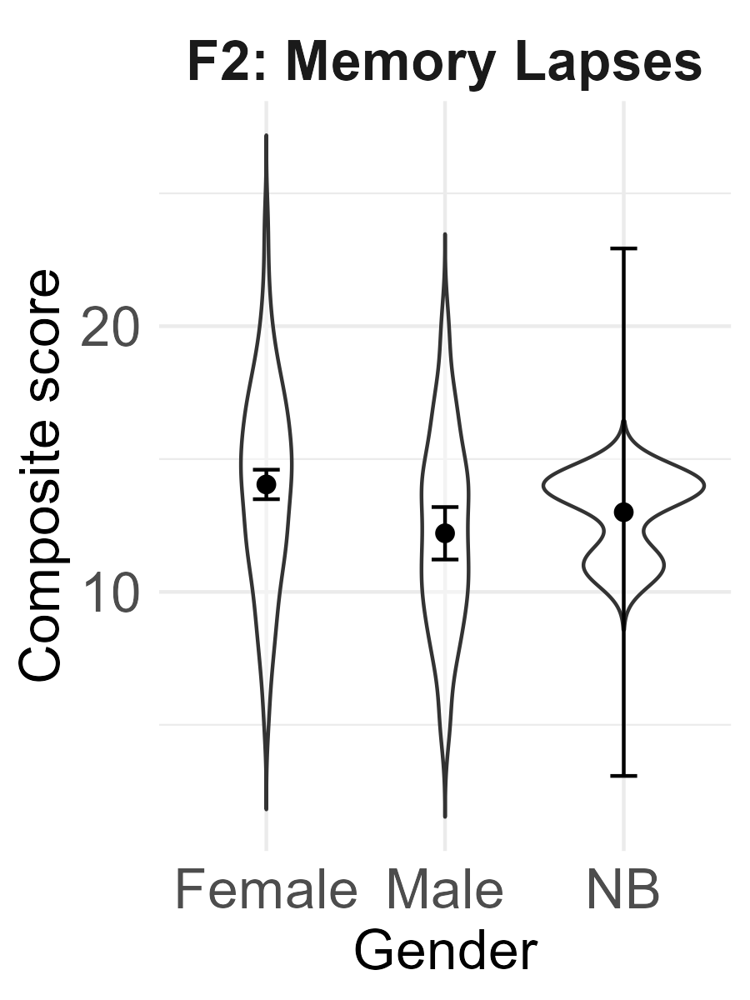 F2: Memory Lapses
Composite score
20
10
Female Male NB
Gender